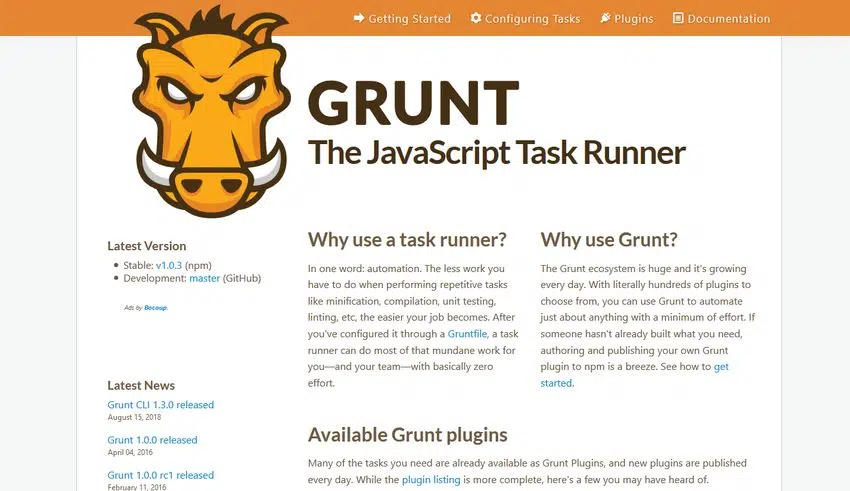 Getting Started
Configuring Tasks
Plugins
Documentation
GRUNT
The JavaScript Task Runner
Latest Version
Stable: v1.0.3 (npm)
Development: master (GitHub)
Ads by Bocoup.
Latest News
Grunt CLI 1.3.0 released
August 15, 2018
Grunt 1.0.0 released
April 04, 2016
Grunt 1.0.0 rc1 released
February 11, 2016
Why use a task runner?
In one word: automation. The less work you
have to do when performing repetitive tasks
like minification, compilation, unit testing,
linting, etc, the easier your job becomes. After
you've configured it through a Gruntfile, a task
runner can do most of that mundane work for
you—and your team—with basically zero
effort.
Why use Grunt?
The Grunt ecosystem is huge and it's growing
every day. With literally hundreds of plugins to
choose from, you can use Grunt to automate
just about anything with a minimum of effort. If
someone hasn't already built what you need,
authoring and publishing your own Grunt
plugin to npm is a breeze. See how to get
started.
Available Grunt plugins
Many of the tasks you need are already available as Grunt Plugins, and new plugins are published
every day. While the plugin listing is more complete, here's a few you may have heard of.